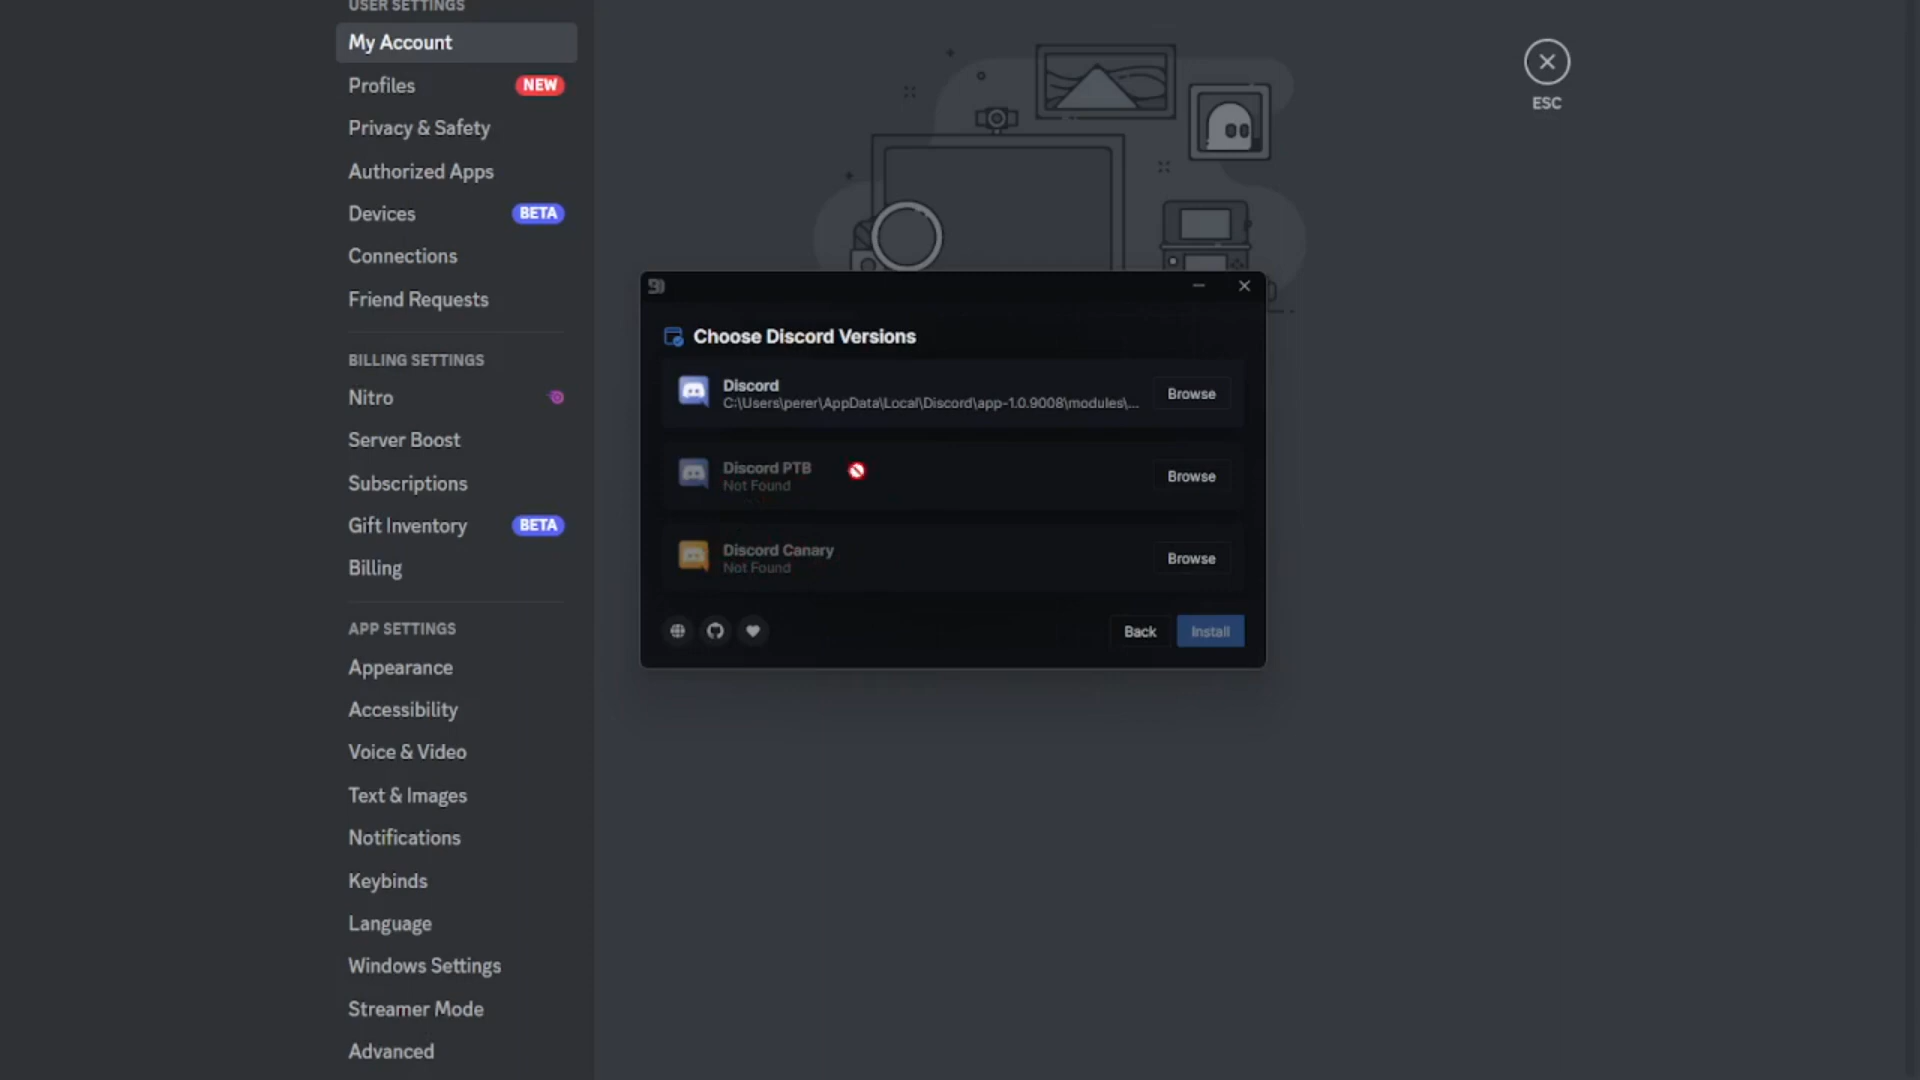 USER SETTINGS
My Account
Profiles NEW
Privacy & Safety
Authorized Apps
Devices BETA
Connections
Friend Requests
BILLING SETTINGS
Nitro
Server Boost
Subscriptions
Gift Inventory BETA
Billing
APP SETTINGS
Appearance
Accessibility
Voice & Video
Text & Images
Notifications
Keybinds
Language
Windows Settings
Streamer Mode
Advanced
ESC
Choose Discord Versions
Discord
C:\Users\perer\AppData\Local\Discord\app-1.0.9008\modules\...
Browse
Discord PTB
Not Found
Browse
Discord Canary
Not Found
Browse
Back
Install